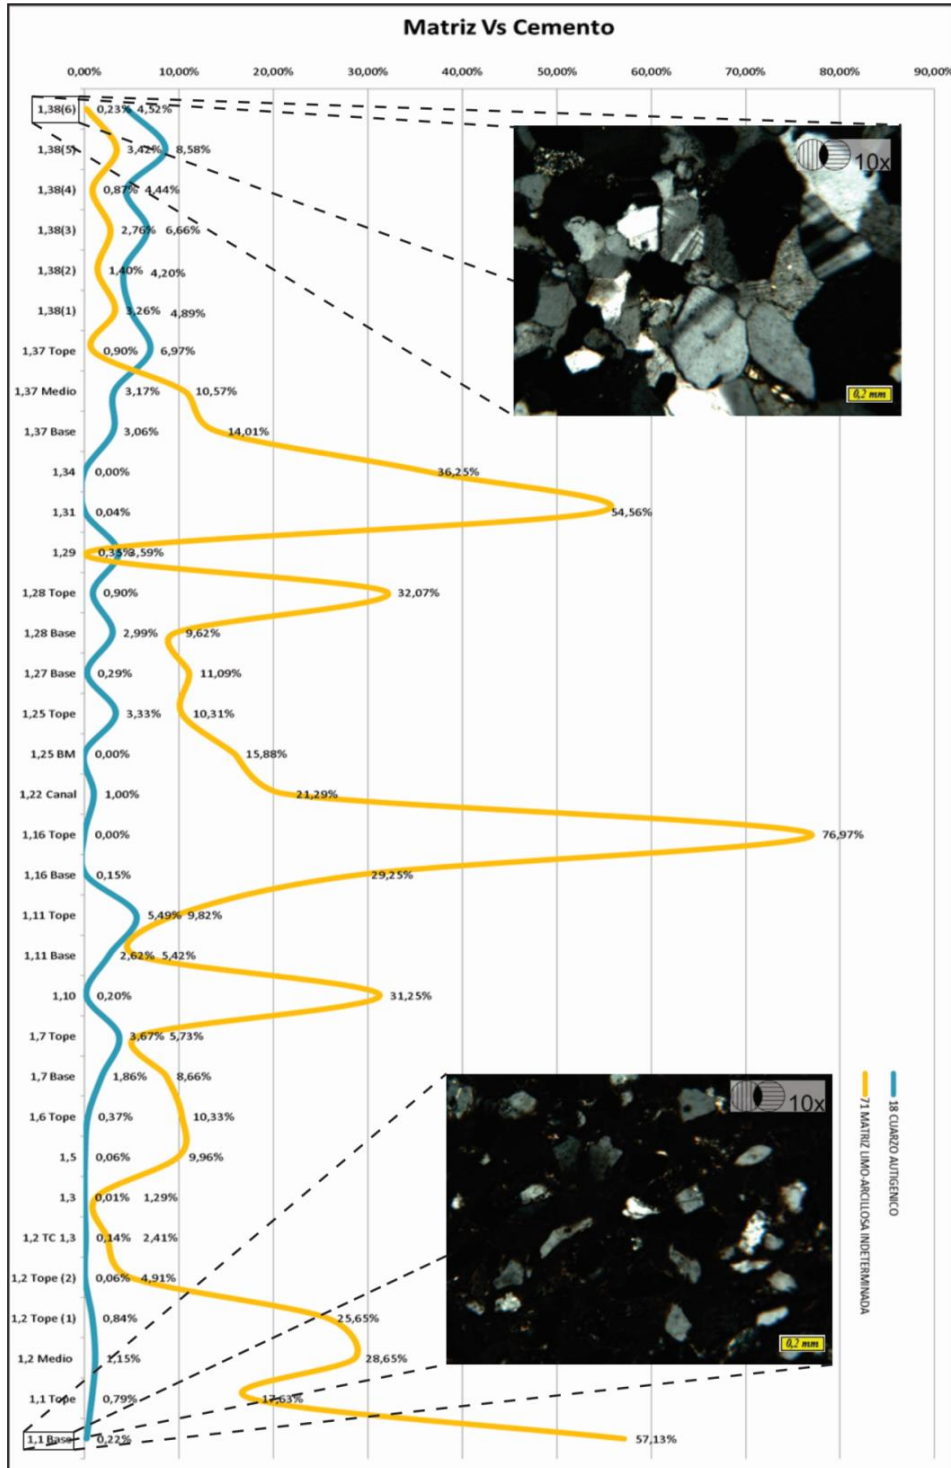 Matriz Vs Cemento
0,00% 10,00% 20,00% 30,00% 40,00% 50,00% 60,00% 70,00% 80,00% 90,00%
1,38(6) 0,23% 4,52%
10x
1,38(5) 3,42% 8,58%
1,38(4) 0,87% 4,44%
1,38(3) 2,76% 6,66%
1,38(2) 1,40% 4,20%
1,38(1) 3,26% 4,89%
1,37 Tope 0,90% 6,97%
1,37 Medio 3,17% 10,57%
0,2 mm
1,37 Base 3,06% 14,01%
1,34 0,00% 36,25%
1,31 0,04% 54,56%
1,29 0,35% 3,59%
1,28 Tope 0,90% 32,07%
1,28 Base 2,99% 9,62%
1,27 Base 0,29% 11,09%
1,25 Tope 3,33% 10,31%
1,25 BM 0,00% 15,88%
1,22 Canal 1,00% 21,29%
1,16 Tope 0,00% 76,97%
1,16 Base 0,15% 29,25%
1,11 Tope 5,49% 9,82%
1,11 Base 2,62% 5,42%
1,10 0,20% 31,25%
1,7 Tope 3,67% 5,73%
1,7 Base 1,86% 8,66%
10x
1,6 Tope 0,37% 10,33%
1,5 0,06% 9,96%
1,3 0,01% 1,29%
1,2 TC 1,3 0,14% 2,41%
1,2 Tope (2) 0,06% 4,91%
1,2 Tope (1) 0,84% 25,65%
0,2 mm
1,2 Medio 1,15% 28,65%
1,1 Tope 0,79% 17,63%
1,1 Base 0,22% 57,13%
18 CUARZO AUTIGENICO
71 MATRIZ LIMO-ARCILLOSA INDETERMINADA